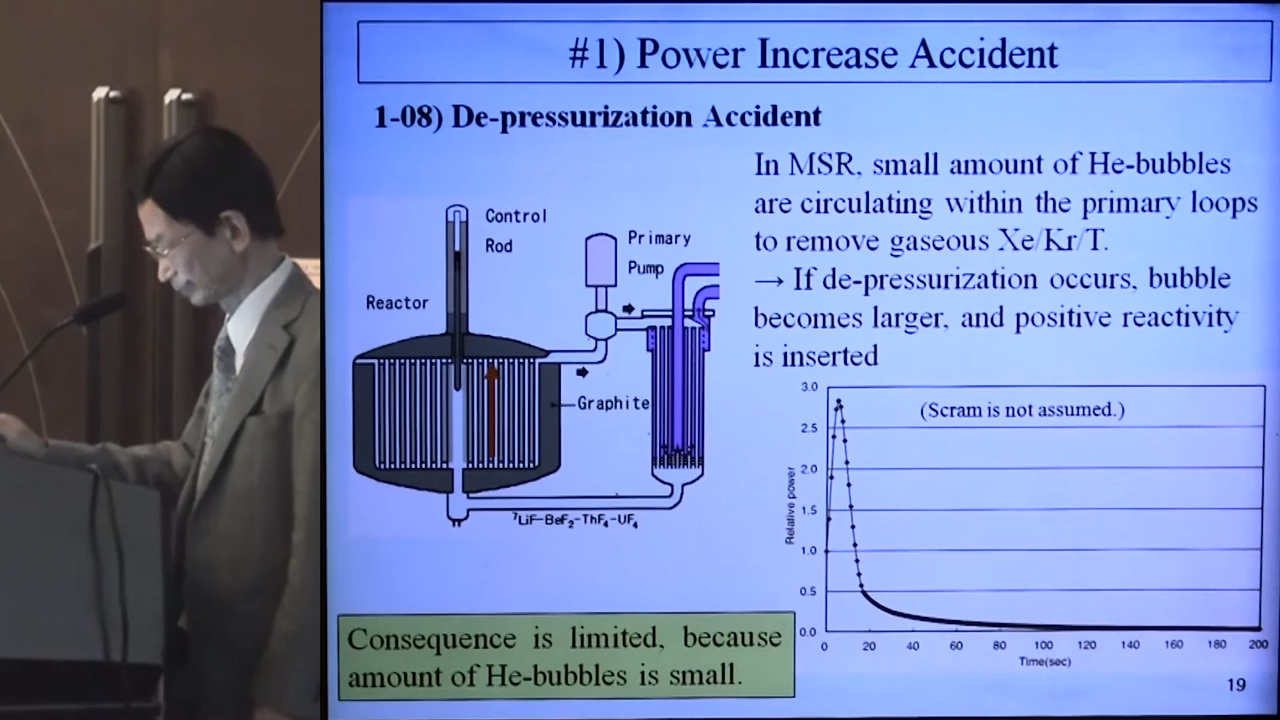 #1) Power Increase Accident
1-08) De-pressurization Accident
In MSR, small amount of He-bubbles
are circulating within the primary loops
to remove gaseous Xe/Kr/T.
→ If de-pressurization occurs, bubble
becomes larger, and positive reactivity
is inserted
Control
Rod
Primary
Pump
Reactor
Graphite
⁷LiF-BeF₂-ThF₄-UF₄
(Scram is not assumed.)
Relative power
3.0
2.5
2.0
1.5
1.0
0.5
0.0
0 20 40 60 80 100 120 140 160 180 200
Time(sec)
Consequence is limited, because
amount of He-bubbles is small.
19